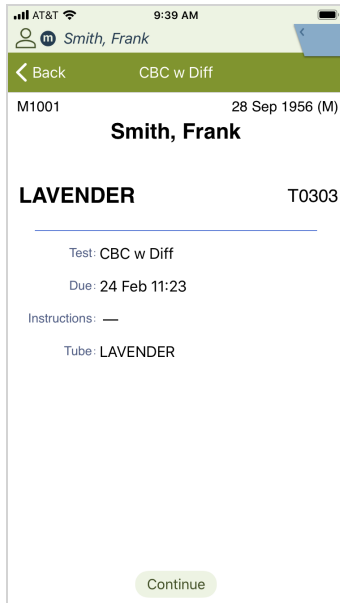 AT&T 9:39 AM
m Smith, Frank
Back CBC w Diff
M1001 28 Sep 1956 (M)
Smith, Frank
LAVENDER T0303
Test: CBC w Diff
Due: 24 Feb 11:23
Instructions: —
Tube: LAVENDER
Continue